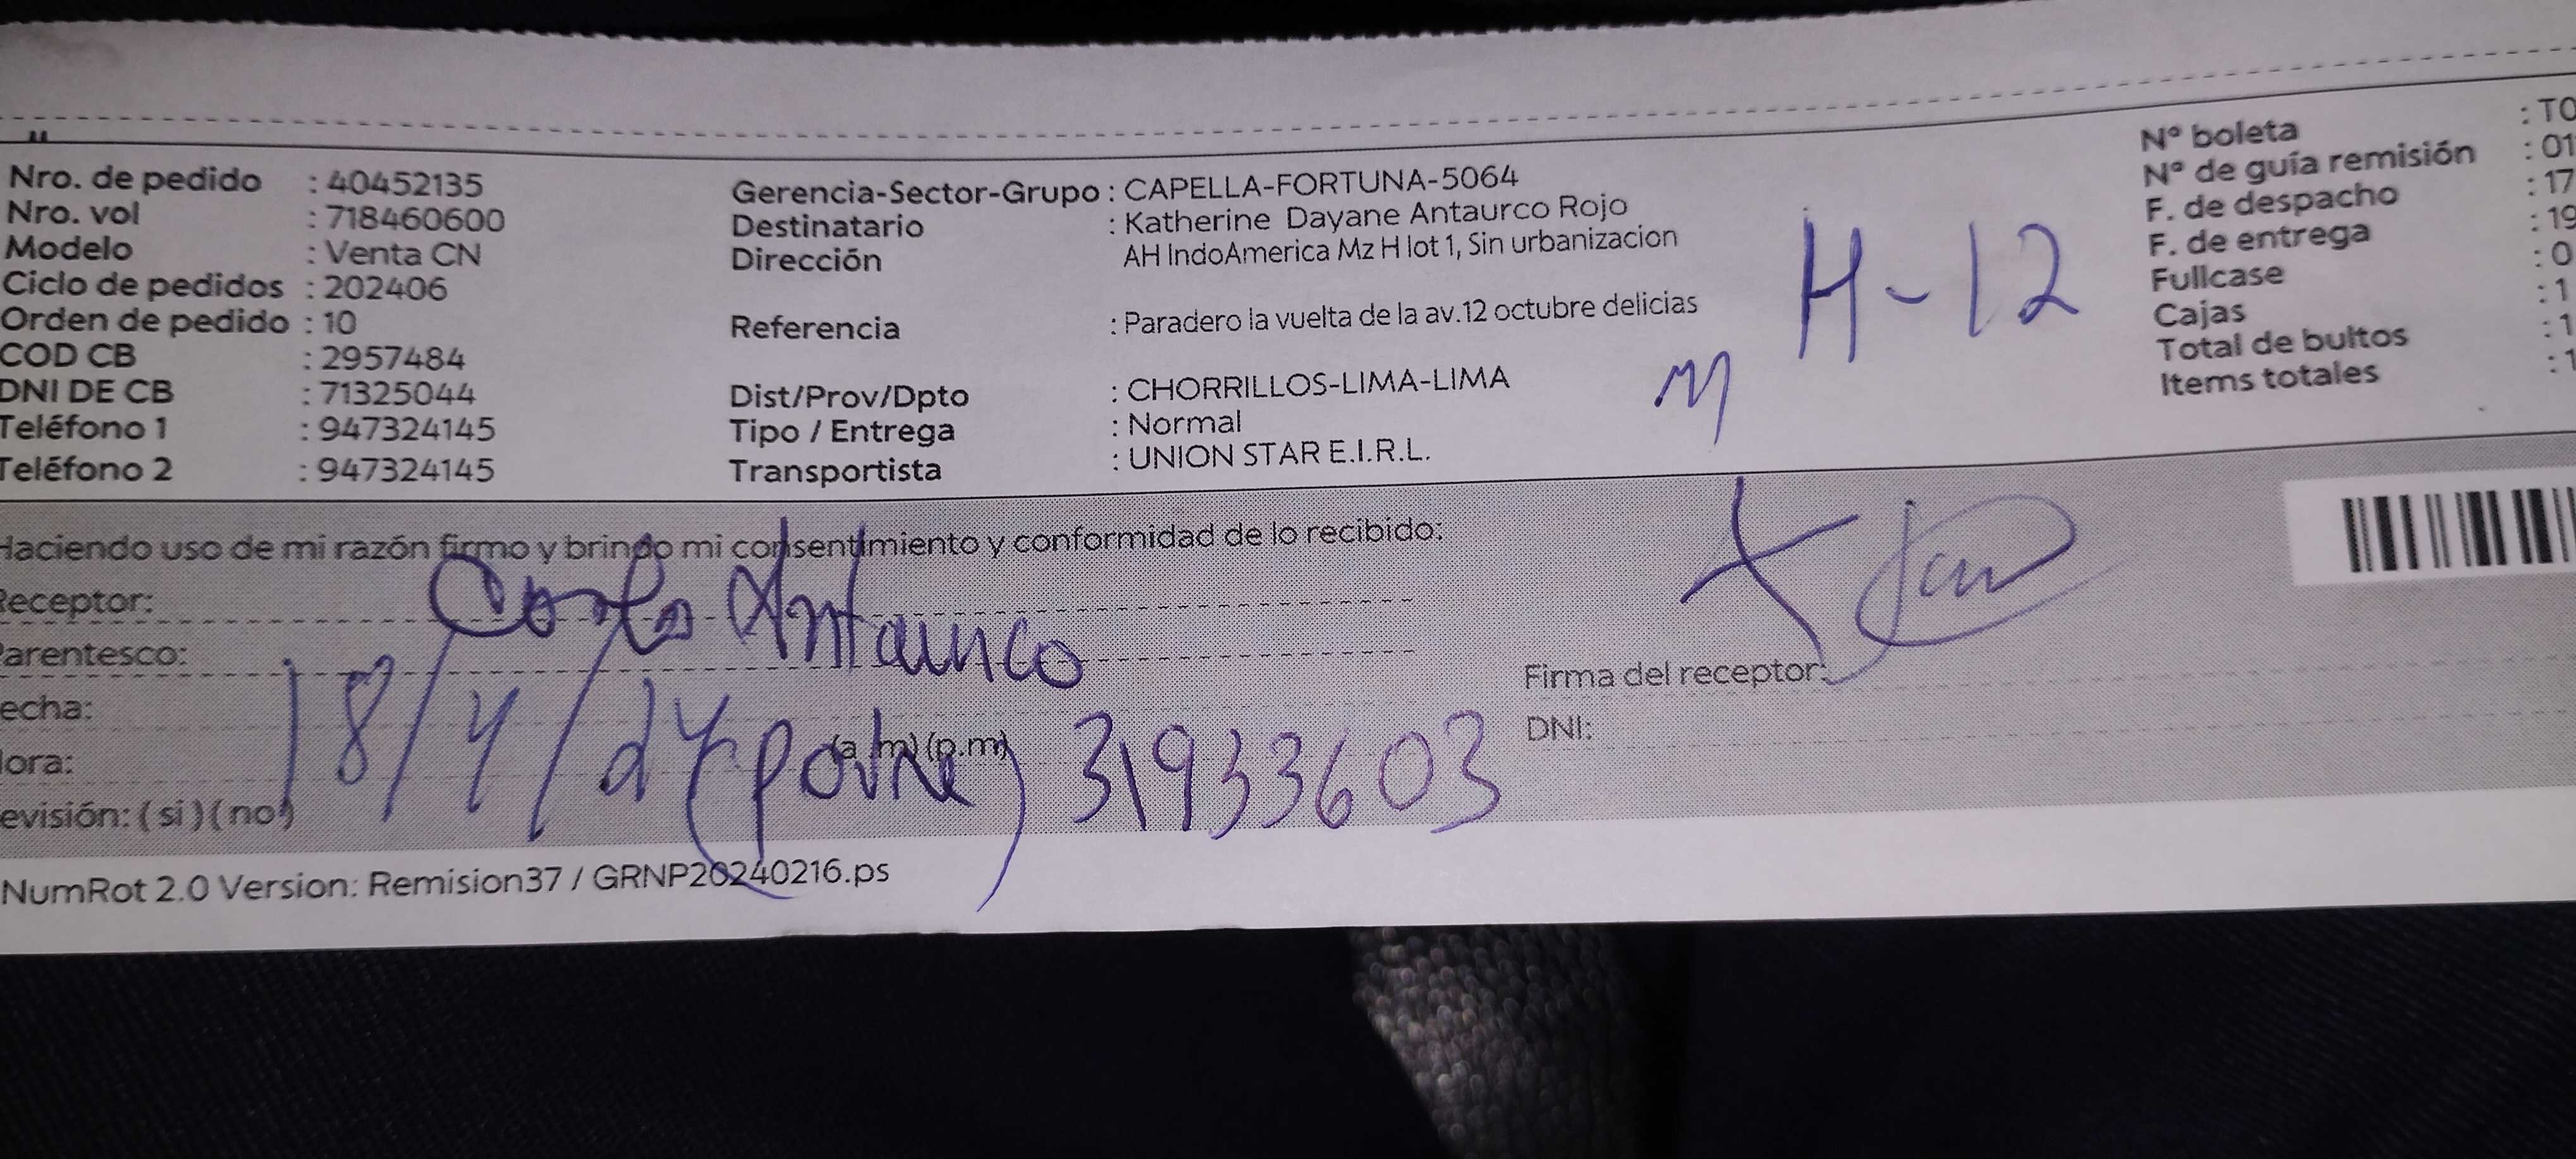 Nro. de pedido : 40452135
Nro. vol : 718460600
Modelo : Venta CN
Ciclo de pedidos : 202406
Orden de pedido : 10
COD CB : 2957484
DNI DE CB : 71325044
Teléfono 1 : 947324145
Teléfono 2 : 947324145
Gerencia-Sector-Grupo : CAPELLA-FORTUNA-5064
Destinatario : Katherine Dayane Antaurco Rojo
Dirección AH IndoAmerica Mz H lot 1, Sin urbanizacion
Referencia : Paradero la vuelta de la av.12 octubre delicias
Dist/Prov/Dpto : CHORRILLOS-LIMA-LIMA
Tipo / Entrega : Normal
Transportista : UNION STAR E.I.R.L.
H-12
N° boleta : T0
N° de guía remisión : 01
F. de despacho : 17
F. de entrega : 19
Fullcase : 0
Cajas : 1
Total de bultos : 1
Items totales : 1
Haciendo uso de mi razón firmo y brindo mi consentimiento y conformidad de lo recibido:
Receptor:
Antaurco
Parentesco:
echa: 18/4/24
(padre) 31933603
ora: (a.m) (p.m)
evisión: ( si ) ( no )
Firma del receptor:
DNI:
NumRot 2.0 Version: Remision37 / GRNP20240216.ps